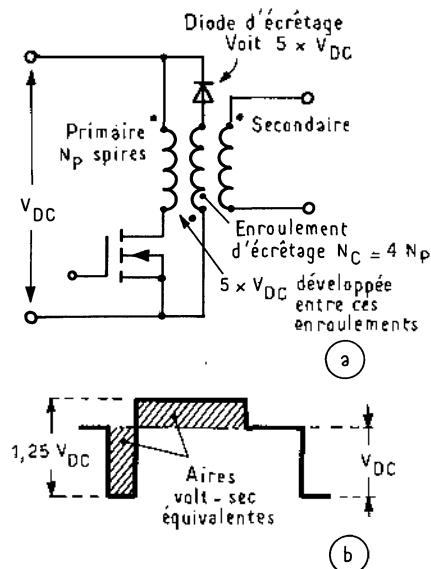 Diode d'écrêtage
Voit 5 × V_DC
Primaire
N_P spires
Secondaire
V_DC
Enroulement
d'écrêtage N_C = 4 N_P
5 × V_DC développée
entre ces
enroulements
a
1,25 V_DC
Aires
volt-sec
équivalentes
V_DC
b